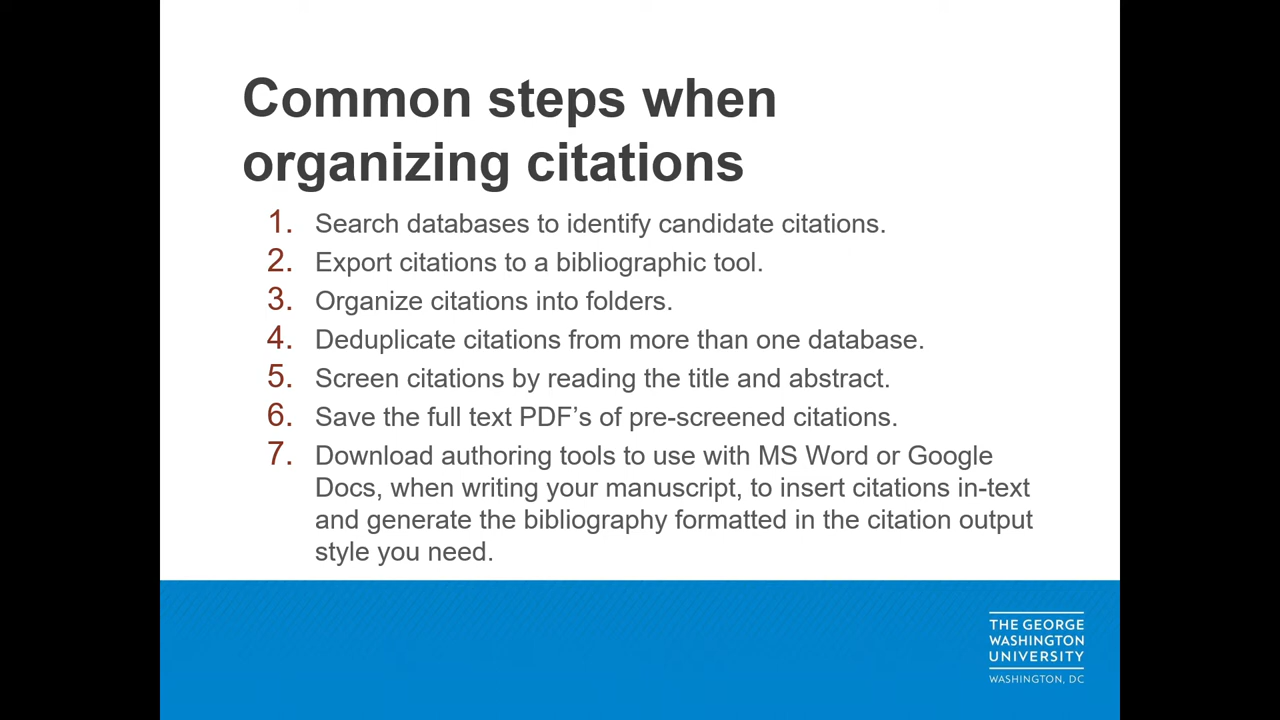 Common steps when
organizing citations
1. Search databases to identify candidate citations.
2. Export citations to a bibliographic tool.
3. Organize citations into folders.
4. Deduplicate citations from more than one database.
5. Screen citations by reading the title and abstract.
6. Save the full text PDF’s of pre-screened citations.
7. Download authoring tools to use with MS Word or Google
Docs, when writing your manuscript, to insert citations in-text
and generate the bibliography formatted in the citation output
style you need.
THE GEORGE
WASHINGTON
UNIVERSITY
WASHINGTON, DC